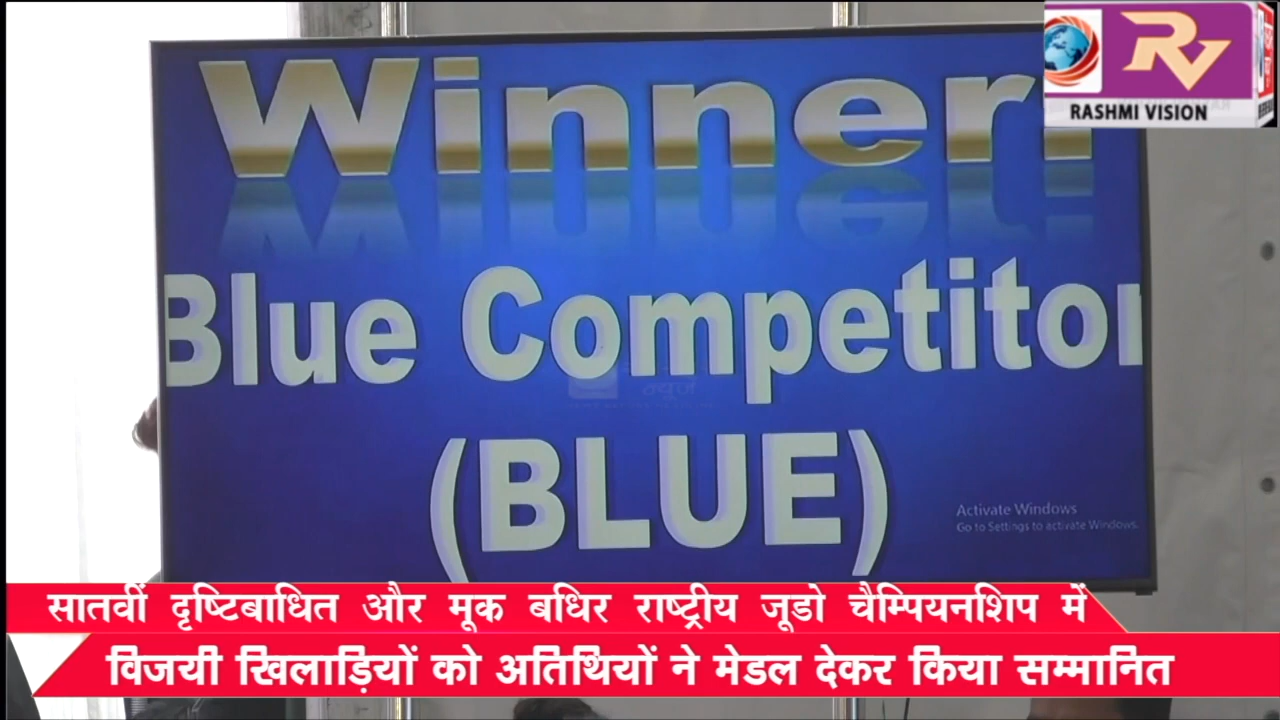 RV
RASHMI VISION
Winner!
Blue Competitor
(BLUE)
न्यूज
Activate Windows
Go to Settings to activate Windows.
सातवीं दृष्टिबाधित और मूक बधिर राष्ट्रीय जूडो चैम्पियनशिप में
विजयी खिलाड़ियों को अतिथियों ने मेडल देकर किया सम्मानित